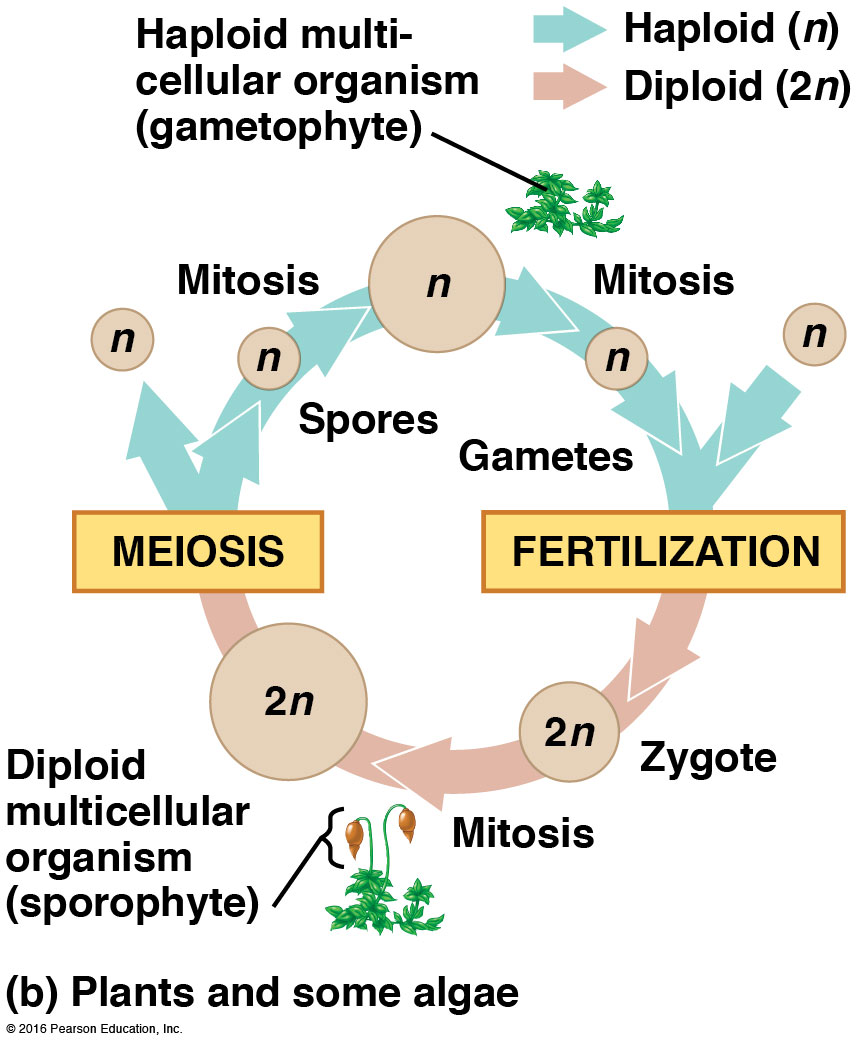 Haploid multi-
cellular organism
(gametophyte)
Haploid (n)
Diploid (2n)
Mitosis
n
Mitosis
n
n
n
n
Spores
Gametes
MEIOSIS
FERTILIZATION
2n
2n
Zygote
Diploid
multicellular
organism
(sporophyte)
Mitosis
(b) Plants and some algae
© 2016 Pearson Education, Inc.